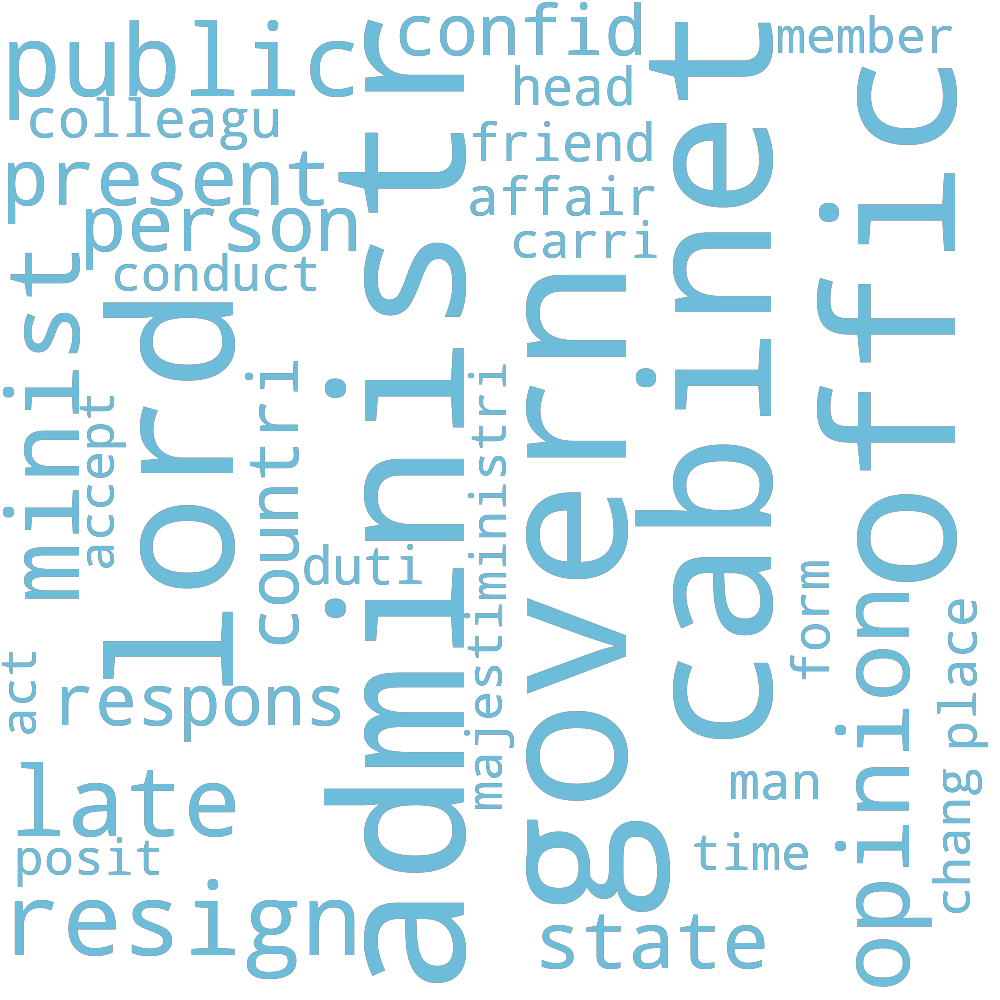 public
confid
member
head
colleagu
friend
present
affair
person
carri
conduct
minist
lord
administr
govern
cabinet
offic
accept
countri
ministri
duti
majesti
form
opinion
place
act
respons
late
man
chang
posit
time
resign
state